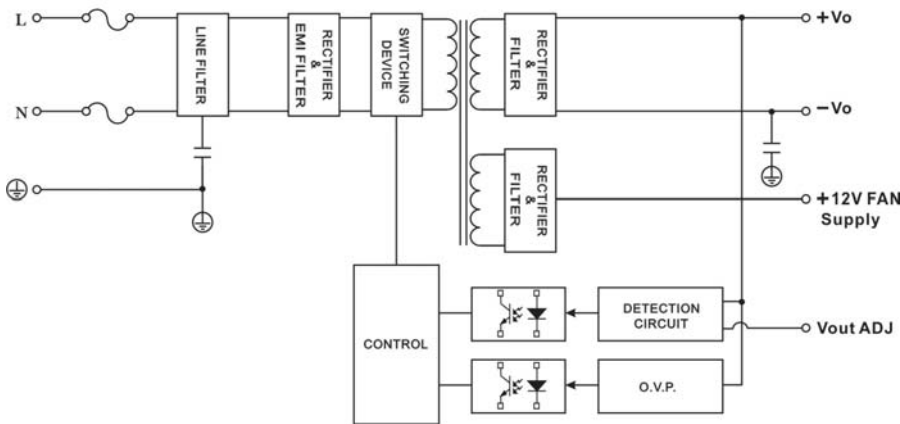 L
N
LINE FILTER
RECTIFIER
&
EMI FILTER
SWITCHING
DEVICE
RECTIFIER
&
FILTER
+Vo
−Vo
RECTIFIER
&
FILTER
+12V FAN
Supply
CONTROL
DETECTION
CIRCUIT
Vout ADJ
O.V.P.